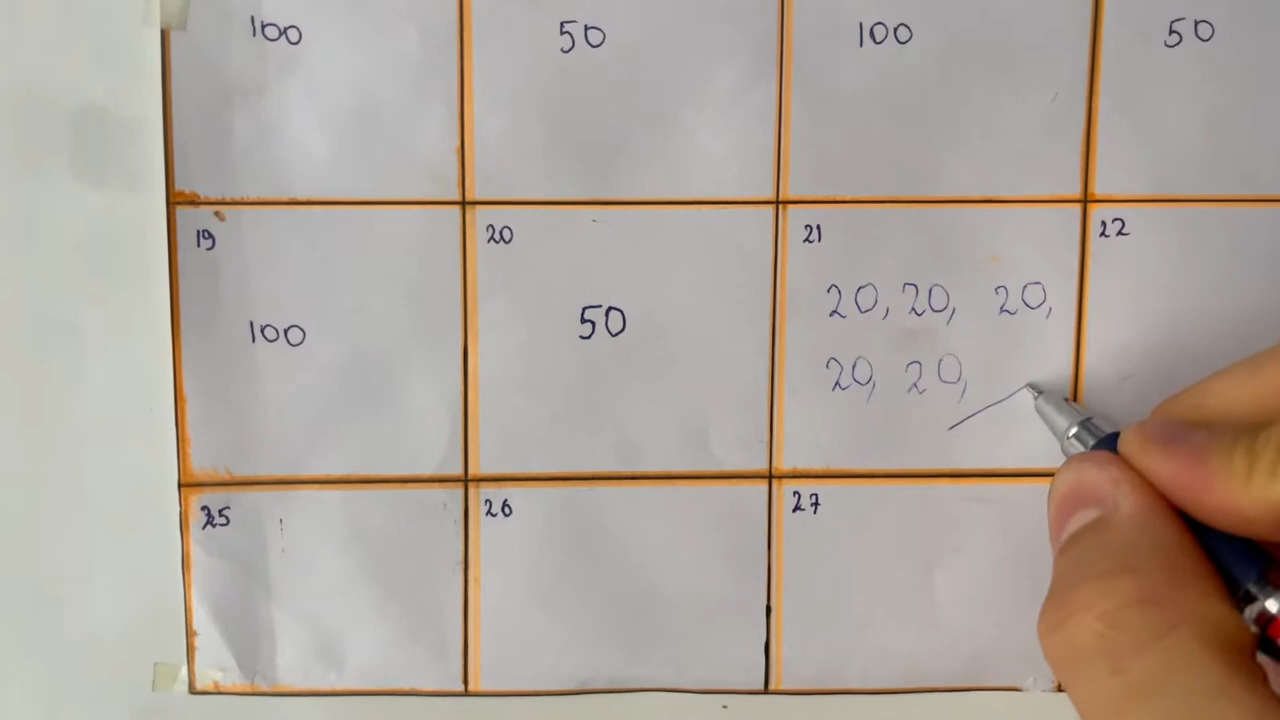 100 50 100 50
19 20 21 22
20, 20, 20,
100 50
20, 20,
25 26 27